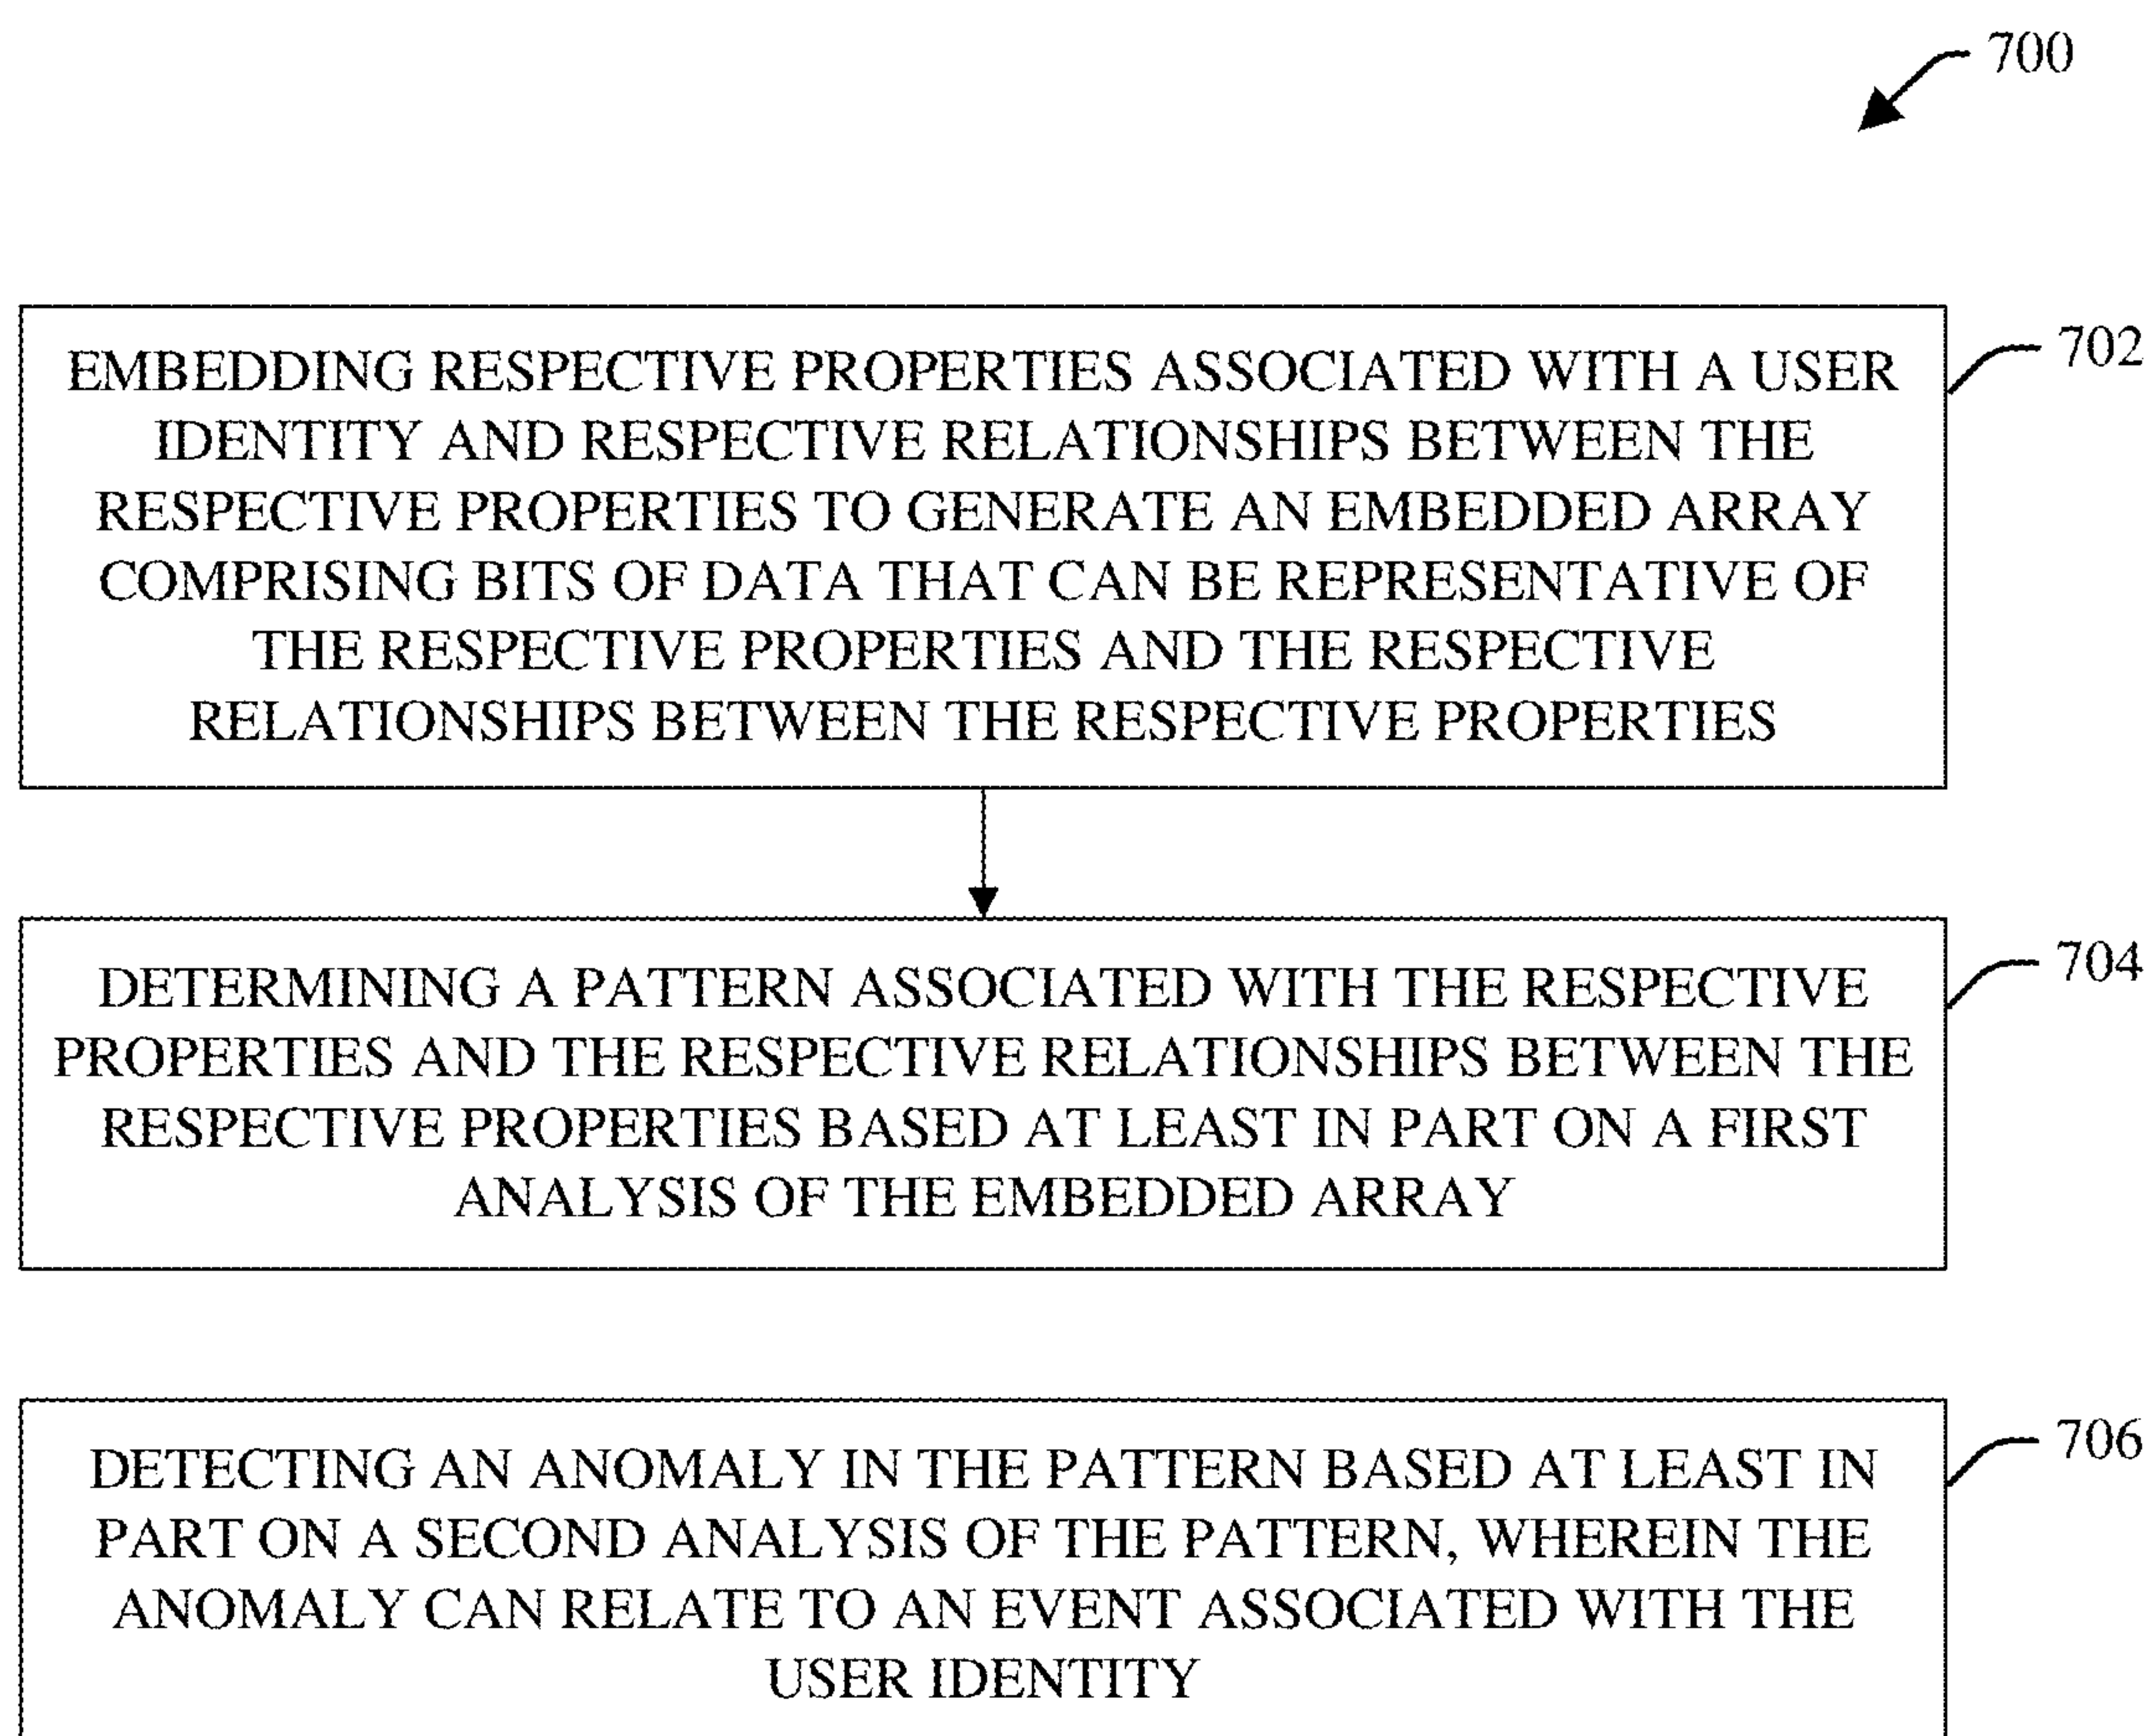 700
702
EMBEDDING RESPECTIVE PROPERTIES ASSOCIATED WITH A USER
IDENTITY AND RESPECTIVE RELATIONSHIPS BETWEEN THE
RESPECTIVE PROPERTIES TO GENERATE AN EMBEDDED ARRAY
COMPRISING BITS OF DATA THAT CAN BE REPRESENTATIVE OF
THE RESPECTIVE PROPERTIES AND THE RESPECTIVE
RELATIONSHIPS BETWEEN THE RESPECTIVE PROPERTIES
704
DETERMINING A PATTERN ASSOCIATED WITH THE RESPECTIVE
PROPERTIES AND THE RESPECTIVE RELATIONSHIPS BETWEEN THE
RESPECTIVE PROPERTIES BASED AT LEAST IN PART ON A FIRST
ANALYSIS OF THE EMBEDDED ARRAY
706
DETECTING AN ANOMALY IN THE PATTERN BASED AT LEAST IN
PART ON A SECOND ANALYSIS OF THE PATTERN, WHEREIN THE
ANOMALY CAN RELATE TO AN EVENT ASSOCIATED WITH THE
USER IDENTITY